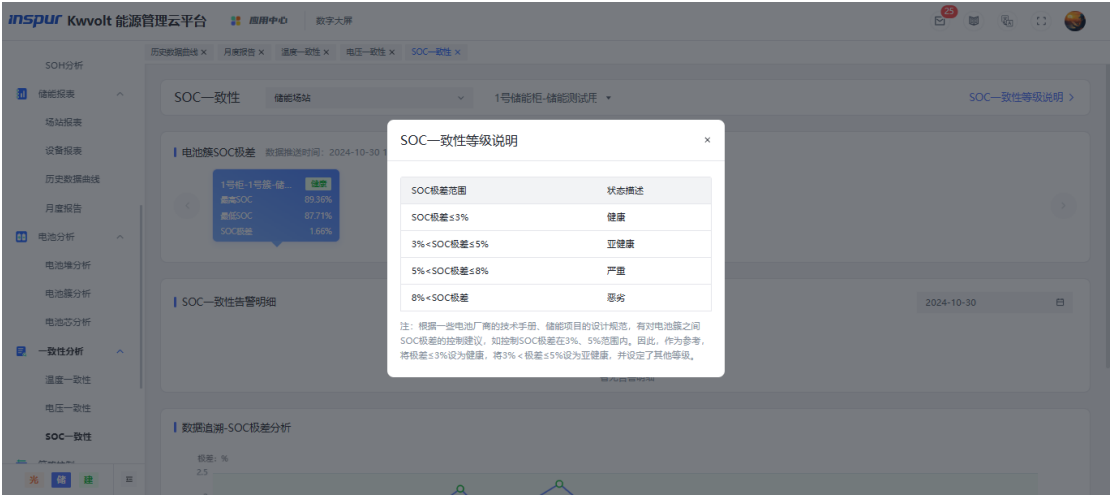 inspur Kwvolt 能源管理云平台
应用中心
数字大屏
25
历史数据曲线 ×
月度报告 ×
温度一致性 ×
电压一致性 ×
SOC一致性 ×
SOH分析
储能报表
场站报表
设备报表
历史数据曲线
月度报告
电池分析
电池堆分析
电池簇分析
电池芯分析
一致性分析
温度一致性
电压一致性
SOC一致性
光
储
SOC一致性
储能场站
1号储能柜-储能测试用
SOC一致性等级说明 >
电池簇SOC极差
数据推送时间：2024-10-30 1
1号柜-1号簇-储...
健康
最高SOC 89.36%
最低SOC 87.71%
SOC极差 1.66%
SOC一致性告警明细
2024-10-30
SOC一致性等级说明
×
SOC极差范围 状态描述
SOC极差≤3% 健康
3%<SOC极差≤5% 亚健康
5%<SOC极差≤8% 严重
8%<SOC极差 恶劣
注：根据一些电池厂商的技术手册、储能项目的设计规范，有对电池簇之间
SOC极差的控制建议，如控制SOC极差在3%、5%范围内。因此，作为参考，
将极差≤3%设为健康，将3%<极差≤5%设为亚健康，并设定了其他等级。
数据追溯-SOC极差分析
极差：%
2.5